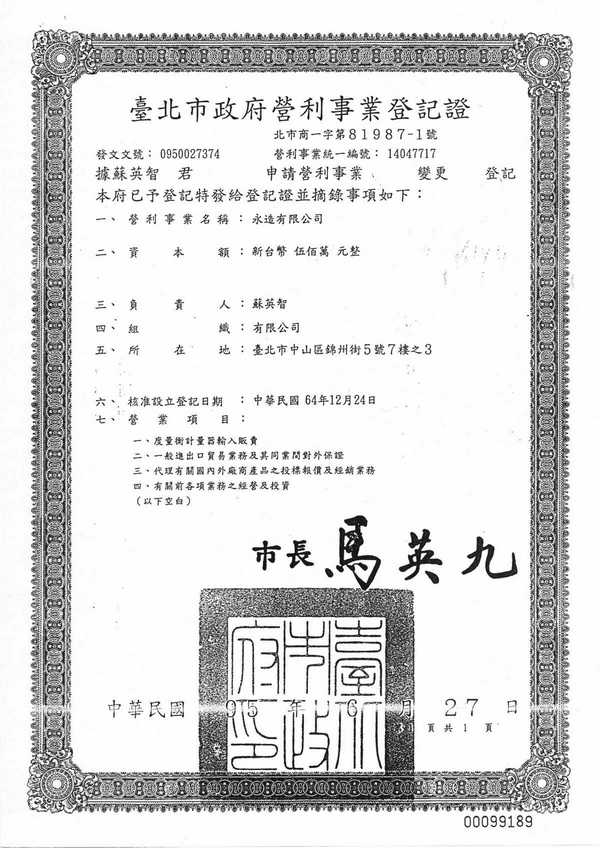 臺北市政府營利事業登記證
北市商一字第81987-1號
發文文號： 0950027374 營利事業統一編號： 14047717
據蘇英智 君 申請營利事業 變更 登記
本府已予登記特發給登記證並摘錄事項如下：
一、營利事業名稱：永造有限公司
二、資本額：新台幣 伍佰萬 元整
三、負責人：蘇英智
四、組織：有限公司
五、所在地：臺北市中山區錦州街5號7樓之3
六、核准設立登記日期：中華民國 64年12月24日
七、營業項目：
一、度量衡計量器輸入販賣
二、一般進出口貿易業務及其同業間對外保證
三、代理有關國內外廠商產品之投標報價及經銷業務
四、有關前各項業務之經營及投資
(以下空白)
市長 馬英九
臺北市政府印
中華民國 95 年 6 月 27 日
頁共 1 頁
00099189